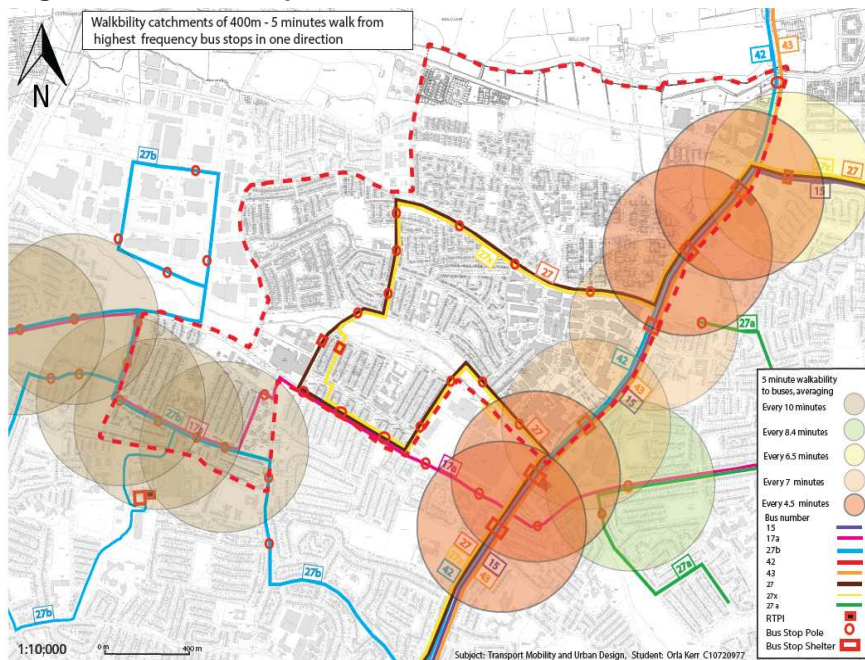 Walkbility catchments of 400m - 5 minutes walk from
highest frequency bus stops in one direction
N
43
42
27b
27
15
27x
27
27a
42
43
15
27b
17a
27
17a
27
15
42
43
27b
27b
27a
5 minute walkability
to buses, averaging
Every 10 minutes
Every 8.4 minutes
Every 6.5 minutes
Every 7 minutes
Every 4.5 minutes
Bus number
15
17a
27b
42
43
27
27x
27 a
RTPI
Bus Stop Pole
Bus Stop Shelter
1:10,000
0 m
400 m
Subject: Transport Mobility and Urban Design, Student: Orla Kerr C10720977